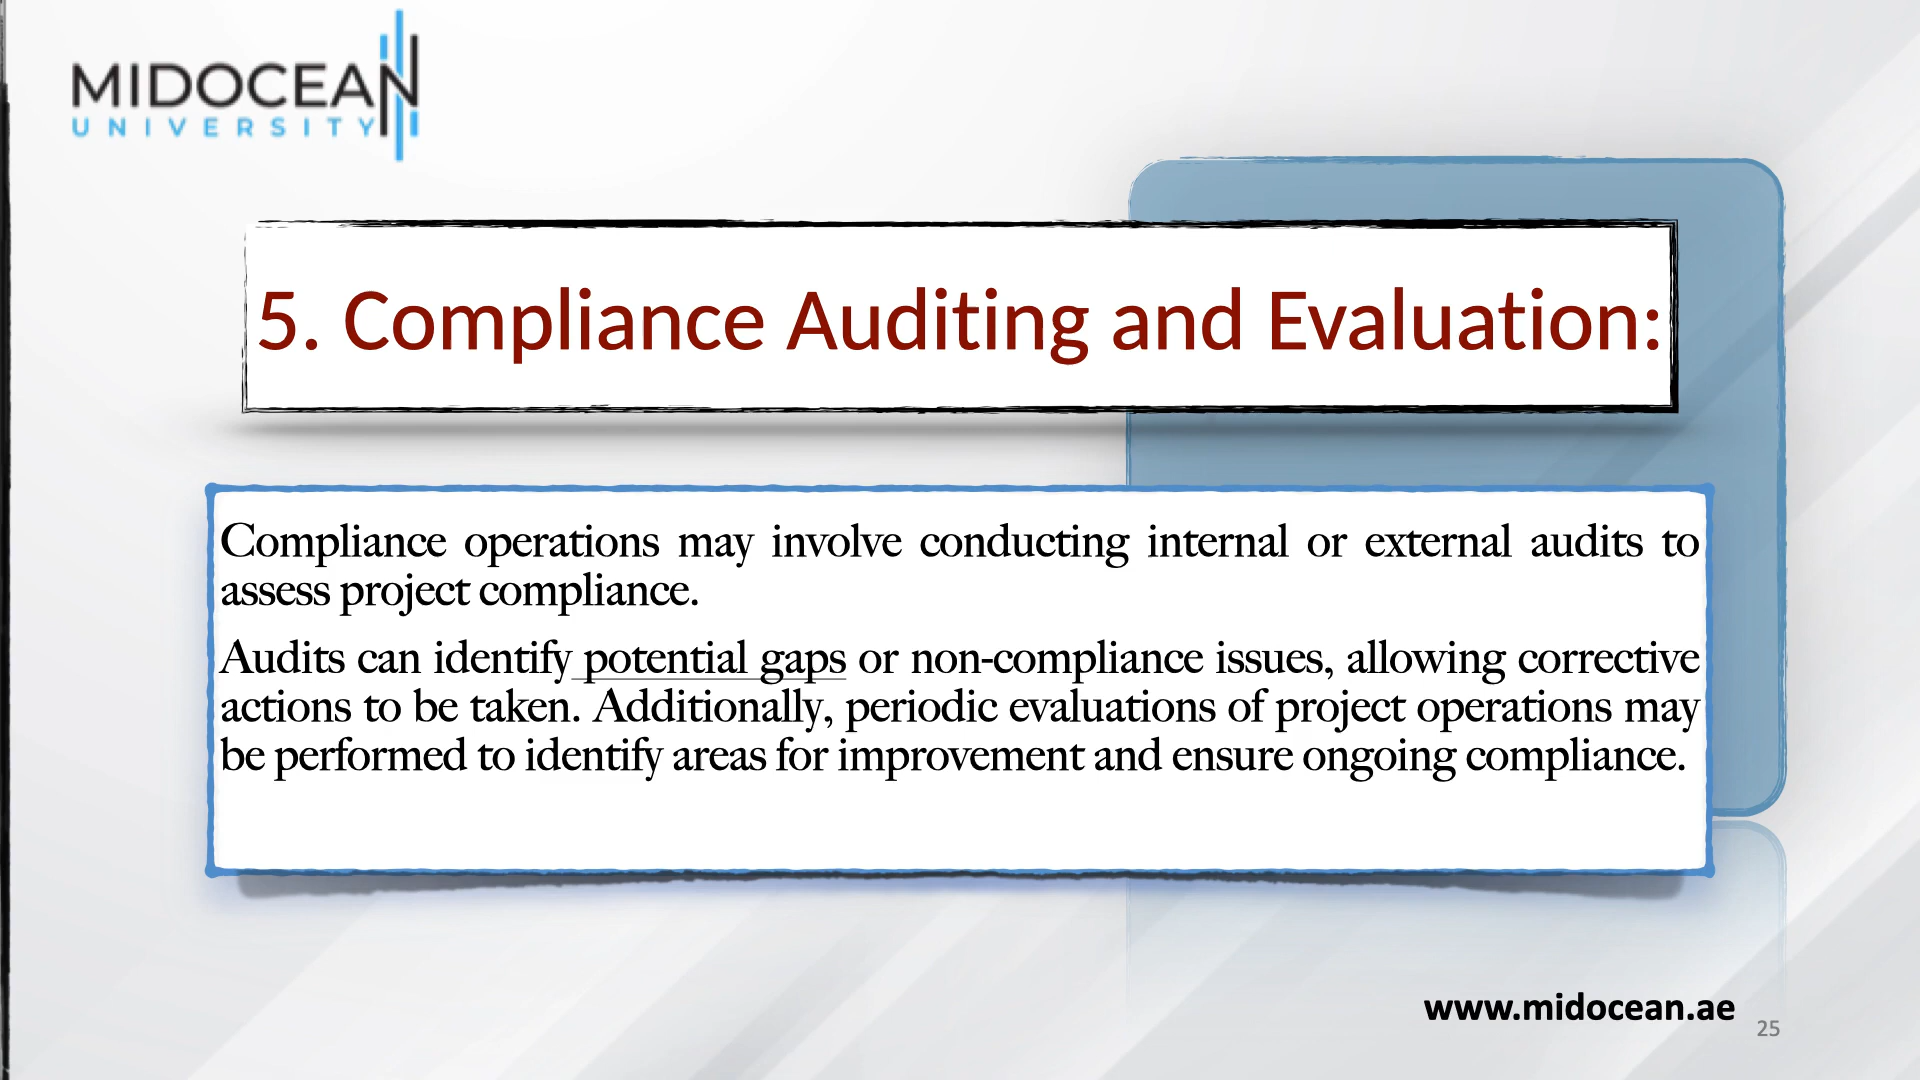 MIDOCEAN
UNIVERSITY
5. Compliance Auditing and Evaluation:
Compliance operations may involve conducting internal or external audits to
assess project compliance.
Audits can identify potential gaps or non-compliance issues, allowing corrective
actions to be taken. Additionally, periodic evaluations of project operations may
be performed to identify areas for improvement and ensure ongoing compliance.
www.midocean.ae
25